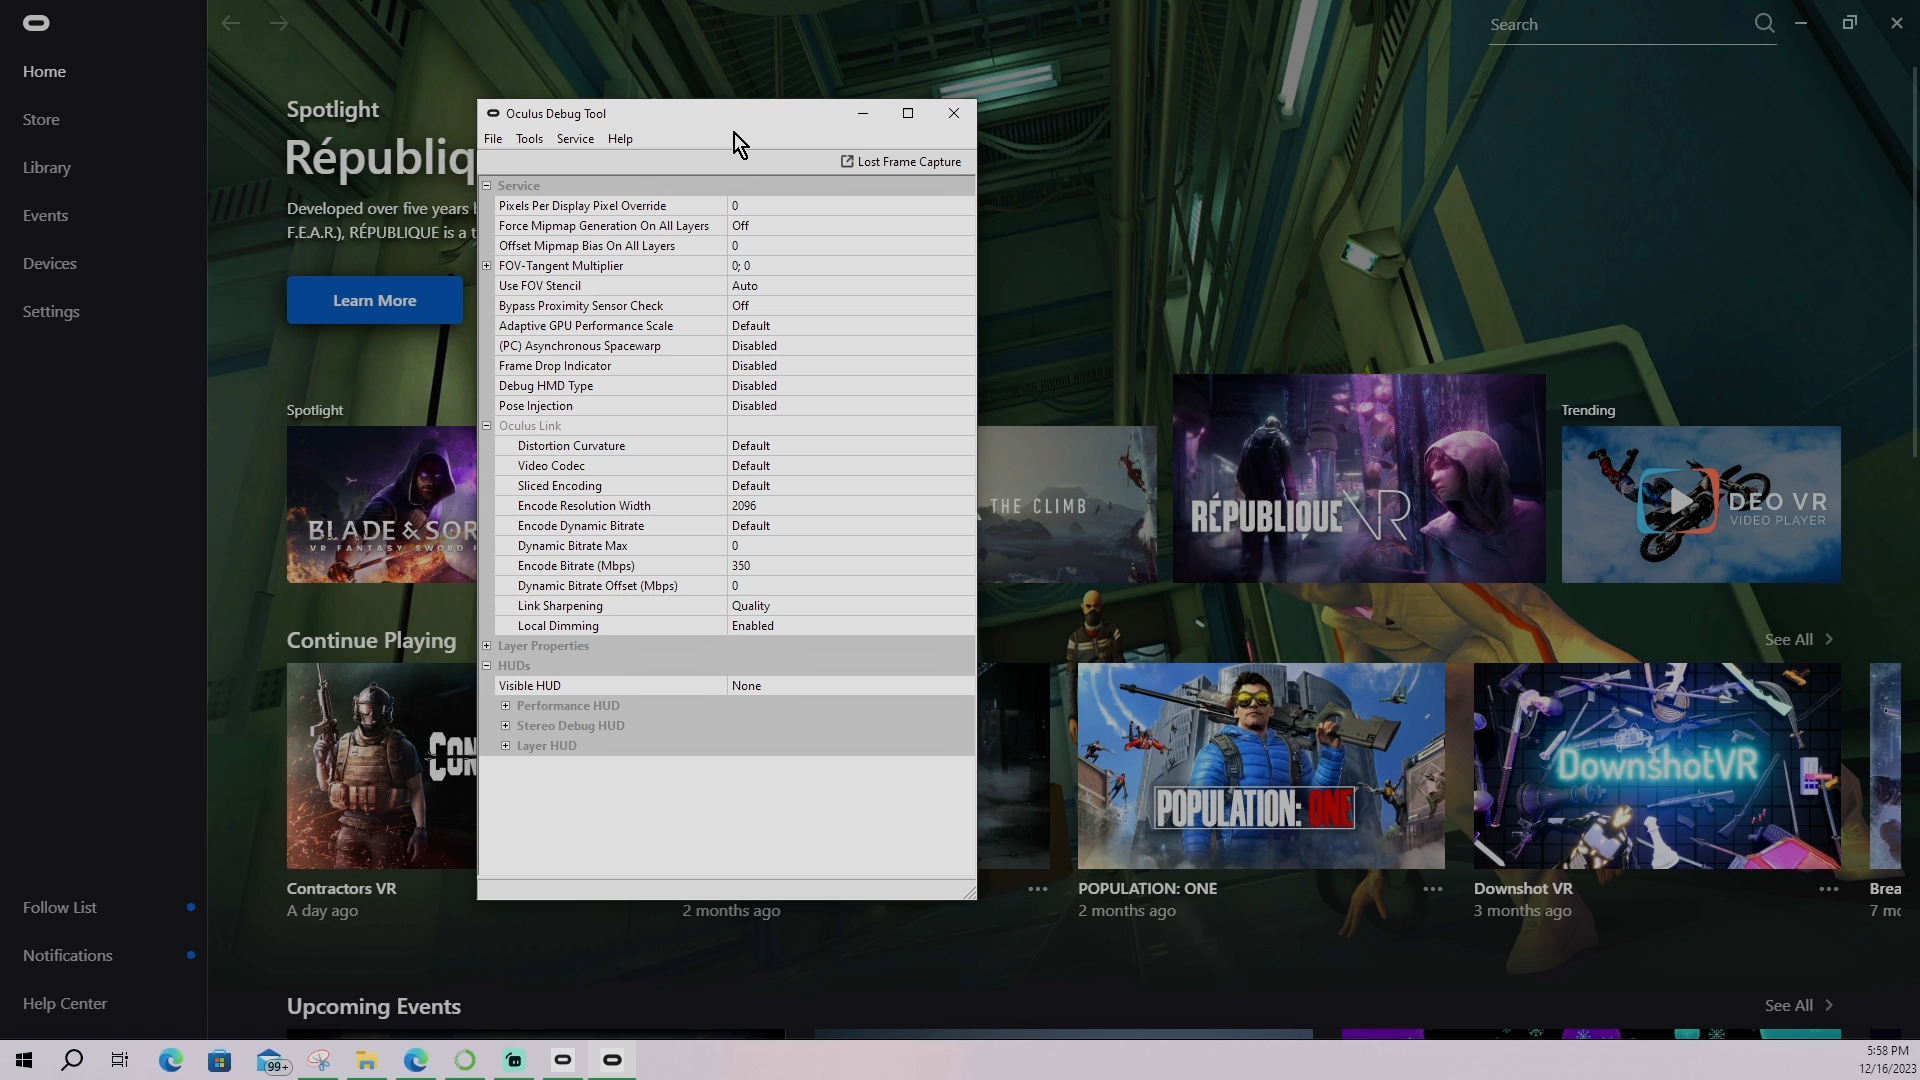 Home
Store
Library
Events
Devices
Settings
Follow List
Notifications
Help Center
Search
Spotlight
Républiq
Developed over five years
F.E.A.R.), RÉPUBLIQUE is a t
Learn More
Oculus Debug Tool
File Tools Service Help
Lost Frame Capture
Service
Pixels Per Display Pixel Override 0
Force Mipmap Generation On All Layers Off
Offset Mipmap Bias On All Layers 0
FOV-Tangent Multiplier 0; 0
Use FOV Stencil Auto
Bypass Proximity Sensor Check Off
Adaptive GPU Performance Scale Default
(PC) Asynchronous Spacewarp Disabled
Frame Drop Indicator Disabled
Debug HMD Type Disabled
Pose Injection Disabled
Oculus Link
Distortion Curvature Default
Video Codec Default
Sliced Encoding Default
Encode Resolution Width 2096
Encode Dynamic Bitrate Default
Dynamic Bitrate Max 0
Encode Bitrate (Mbps) 350
Dynamic Bitrate Offset (Mbps) 0
Link Sharpening Quality
Local Dimming Enabled
Layer Properties
HUDs
Visible HUD None
Performance HUD
Stereo Debug HUD
Layer HUD
Spotlight
BLADE & SOR
VR FANTASY SWORD F
THE CLIMB
RÉPUBLIQUE VR
Trending
DEO VR
VIDEO PLAYER
Continue Playing
See All
CON
POPULATION: ONE
DownshotVR
Contractors VR
A day ago
2 months ago
POPULATION: ONE
2 months ago
Downshot VR
3 months ago
Brea
7 mo
Upcoming Events
See All
99+
5:58 PM
12/16/2023